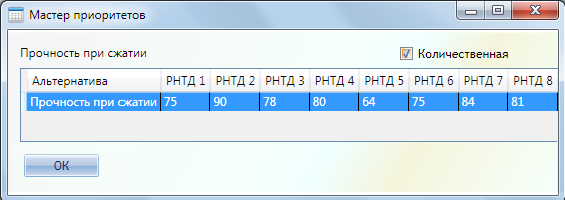 Мастер приоритетов
Прочность при сжатии Количественная
Альтернатива РНТД 1 РНТД 2 РНТД 3 РНТД 4 РНТД 5 РНТД 6 РНТД 7 РНТД 8
Прочность при сжатии 75 90 78 80 64 75 84 81
ОК